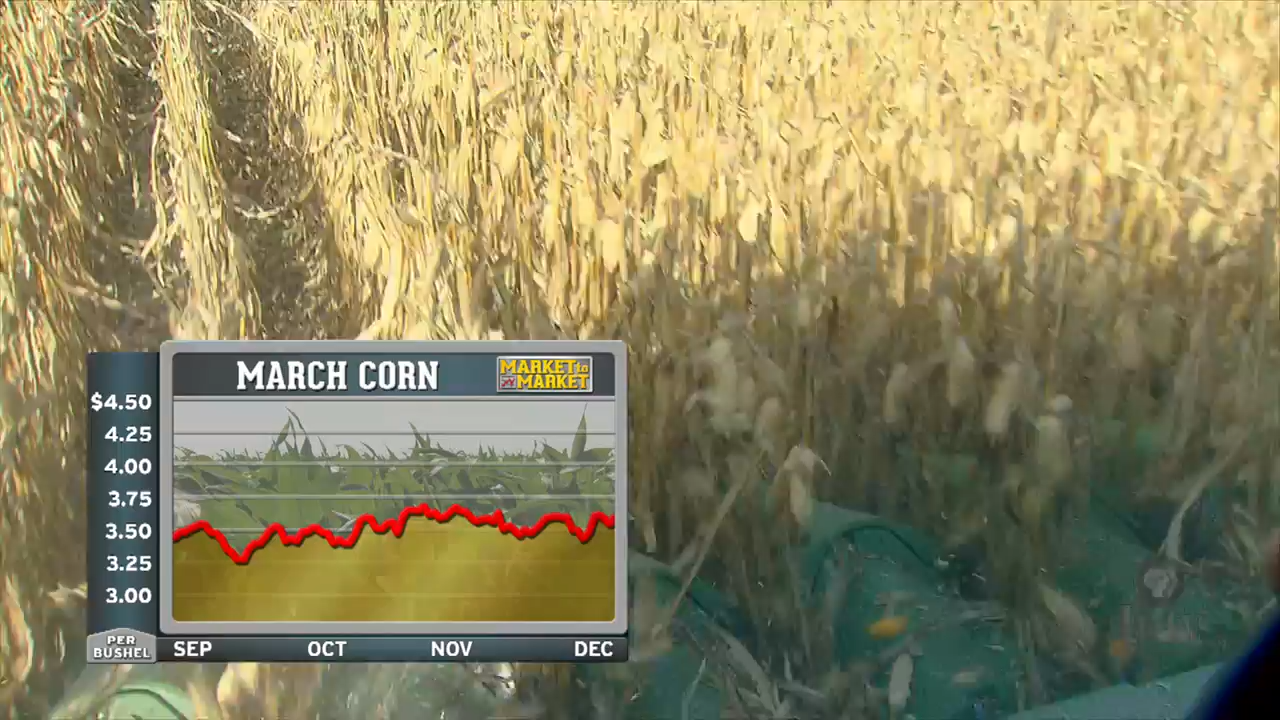 MARCH CORN
MARKET to
MARKET
$4.50
4.25
4.00
3.75
3.50
3.25
3.00
PER
BUSHEL
SEP OCT NOV DEC